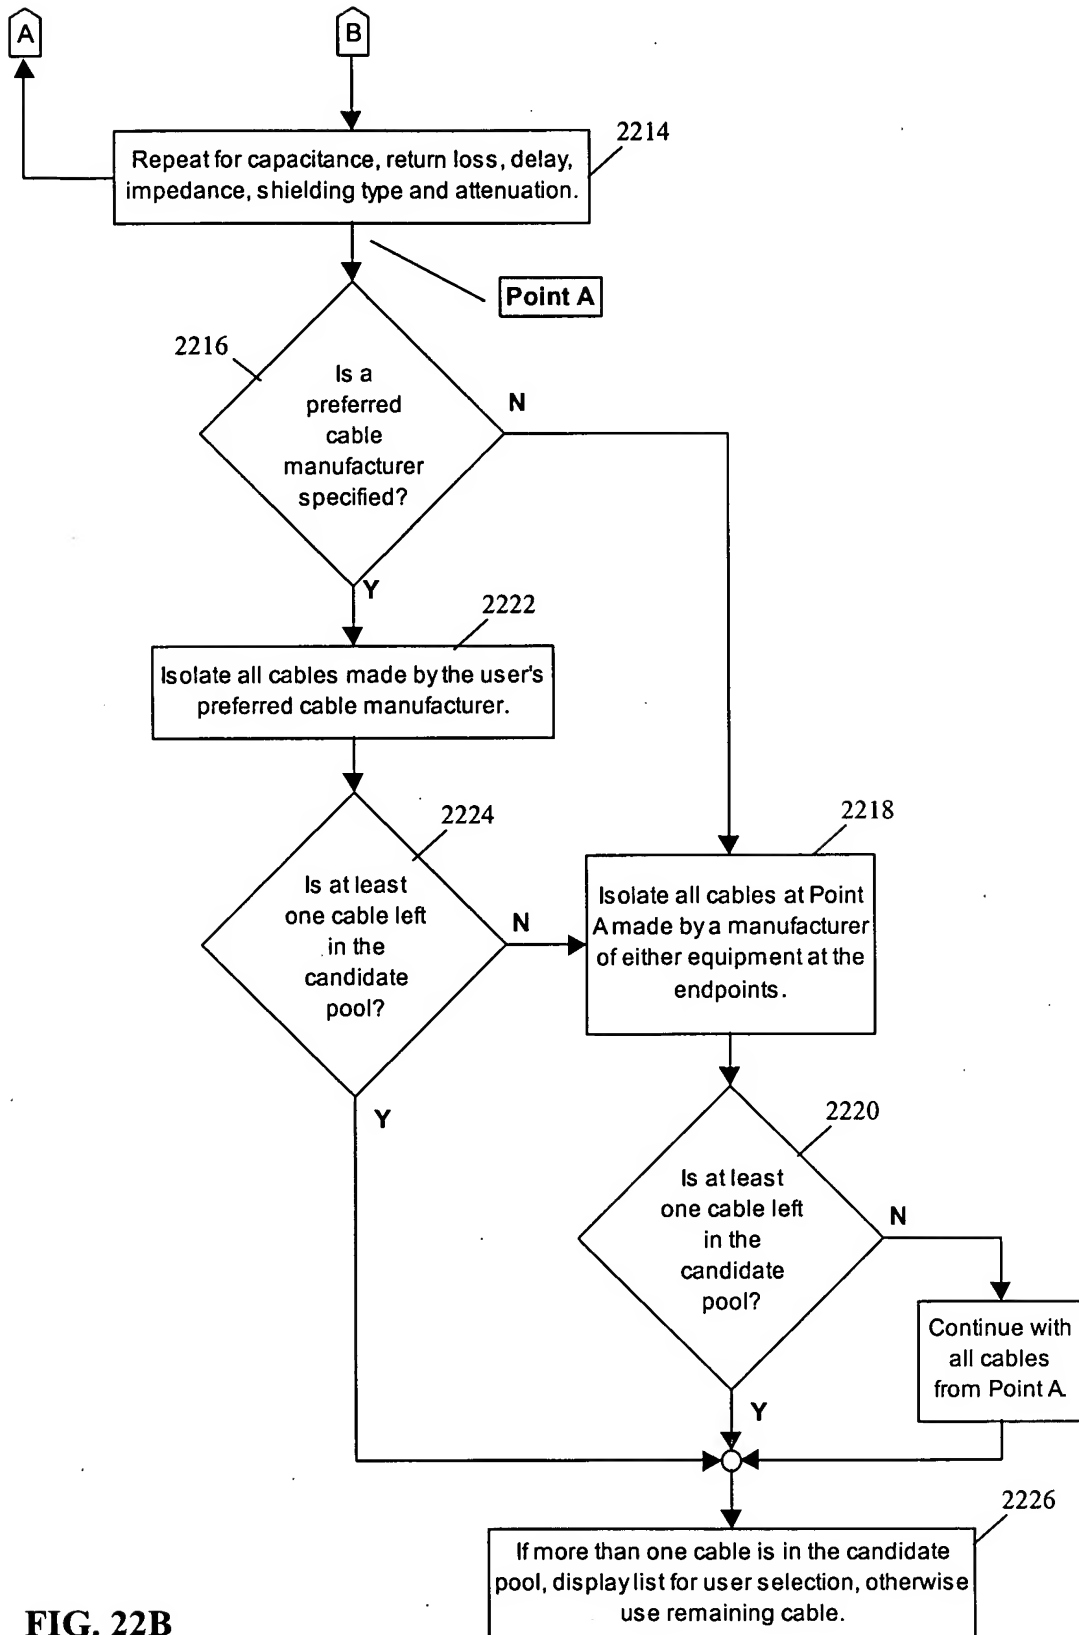 A
B
2214
Repeat for capacitance, return loss, delay,
impedance, shielding type and attenuation.
Point A
2216
Is a
preferred
cable
manufacturer
specified?
N
Y
2222
Isolate all cables made by the user's
preferred cable manufacturer.
2224
Is at least
one cable left
in the
candidate
pool?
N
Y
2218
Isolate all cables at Point
A made by a manufacturer
of either equipment at the
endpoints.
2220
Is at least
one cable left
in the
candidate
pool?
N
Y
Continue with
all cables
from Point A.
2226
If more than one cable is in the candidate
pool, display list for user selection, otherwise
use remaining cable.
FIG. 22B